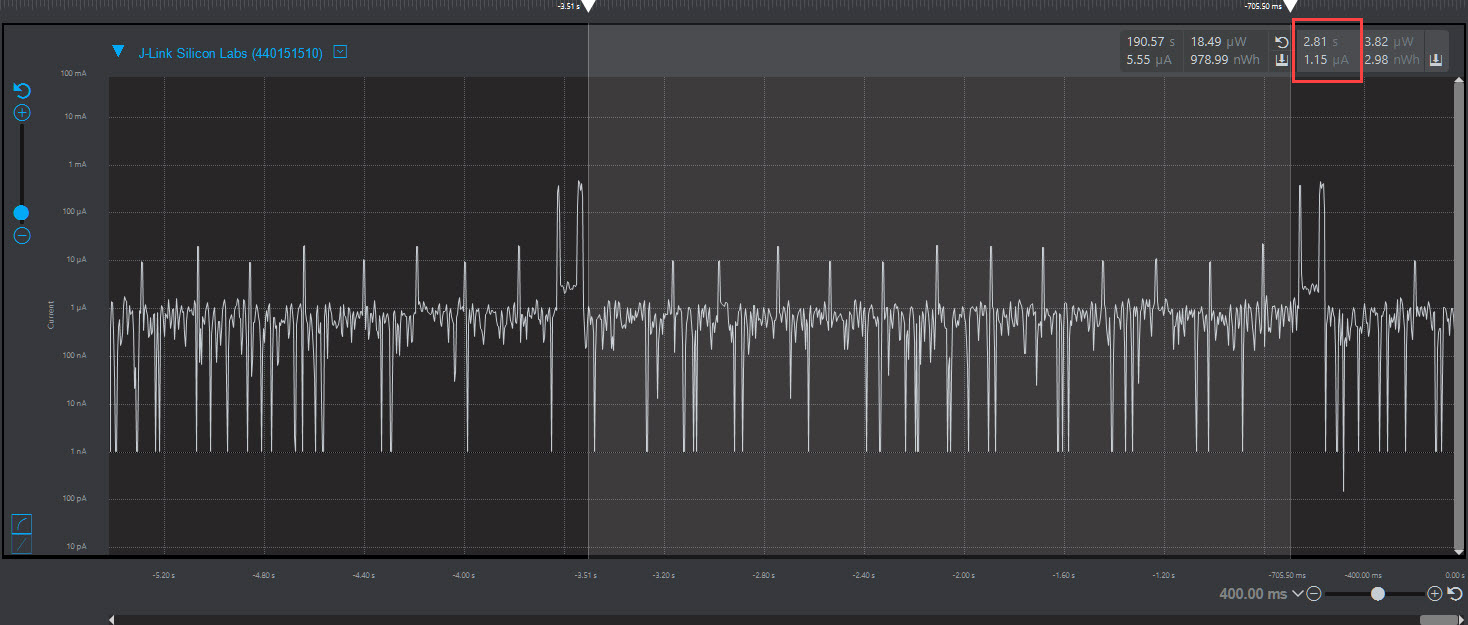 -3.51 s
-705.50 ms
J-Link Silicon Labs (440151510)
190.57 s 18.49 µW 2.81 s 3.82 µW
5.55 µA 978.99 nWh 1.15 µA 2.98 nWh
100 mA
10 mA
1 mA
100 µA
10 µA
1 µA
100 nA
10 nA
1 nA
100 pA
10 pA
Current
-5.20 s -4.80 s -4.40 s -4.00 s -3.51 s -3.20 s -2.80 s -2.40 s -2.00 s -1.60 s -1.20 s -705.50 ms -400.00 ms 0.00 s
400.00 ms